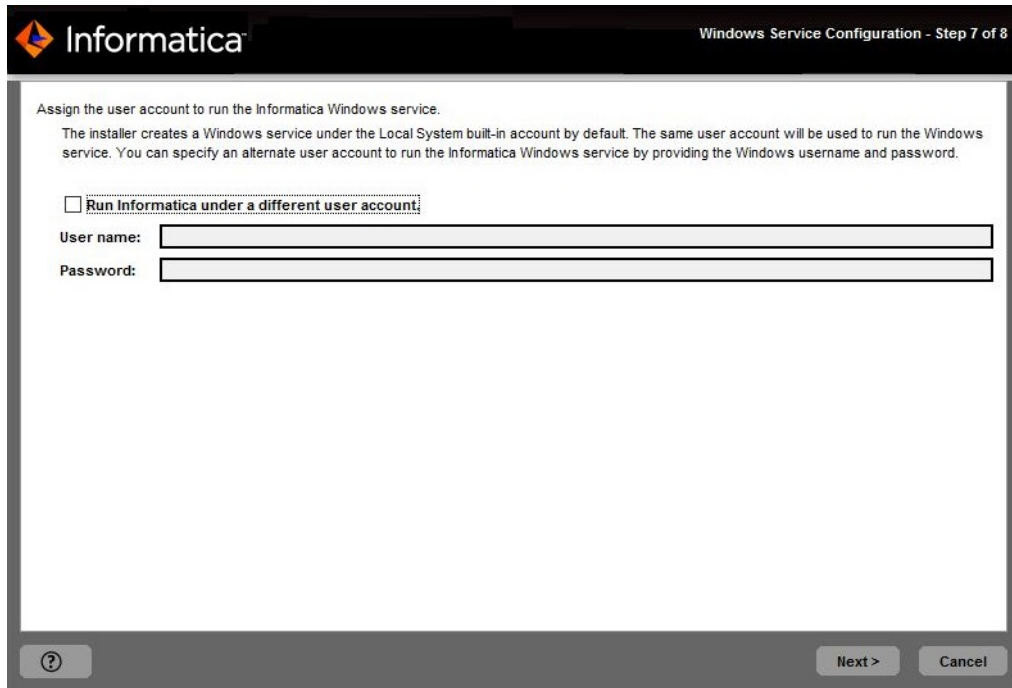 Informatica
Windows Service Configuration - Step 7 of 8
Assign the user account to run the Informatica Windows service.
The installer creates a Windows service under the Local System built-in account by default. The same user account will be used to run the Windows
service. You can specify an alternate user account to run the Informatica Windows service by providing the Windows username and password.
Run Informatica under a different user account.
User name:
Password:
?
Next >
Cancel